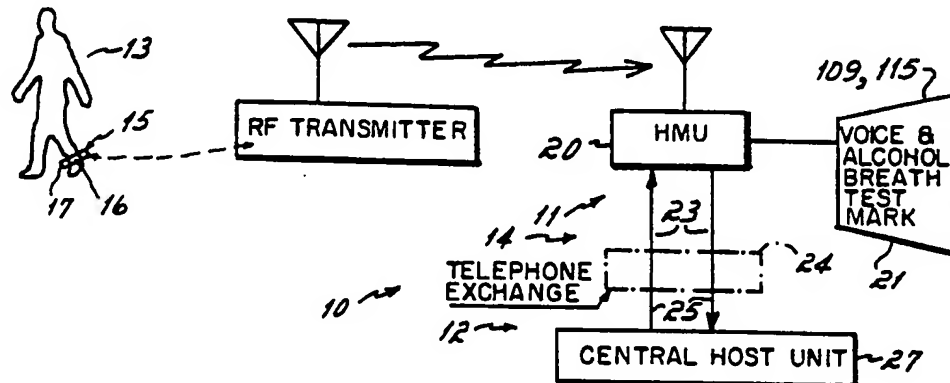 13
15
17 16
RF TRANSMITTER
20
HMU
109, 115
VOICE &
ALCOHOL
BREATH
TEST
MARK
21
11
23
14
24
TELEPHONE
EXCHANGE
10
25
12
CENTRAL HOST UNIT
27